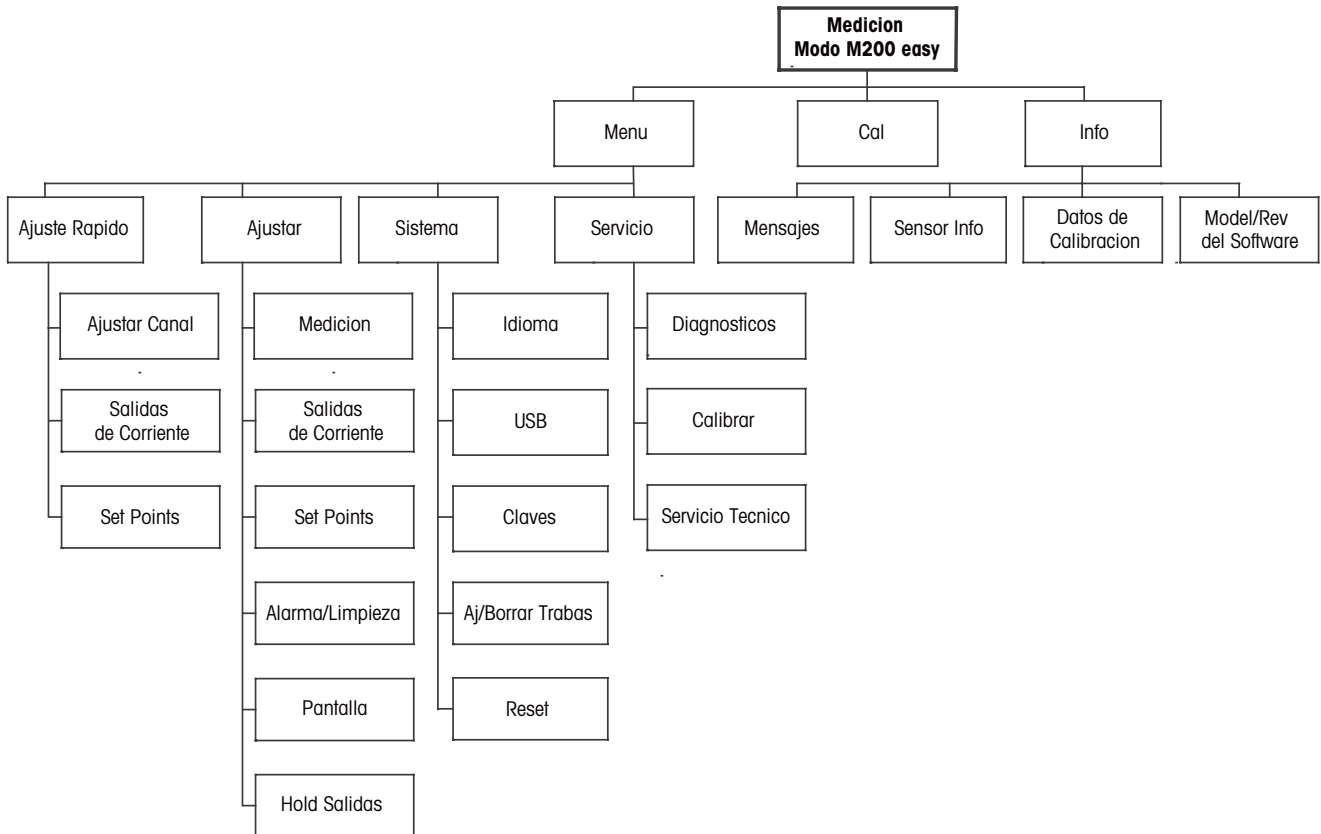 Medicion
Modo M200 easy
Menu
Cal
Info
Ajuste Rapido
Ajustar
Sistema
Servicio
Mensajes
Sensor Info
Datos de
Calibracion
Model/Rev
del Software
Ajustar Canal
Medicion
Idioma
Diagnosticos
Salidas
de Corriente
Salidas
de Corriente
USB
Calibrar
Set Points
Set Points
Claves
Servicio Tecnico
Alarma/Limpieza
Aj/Borrar Trabas
Pantalla
Reset
Hold Salidas